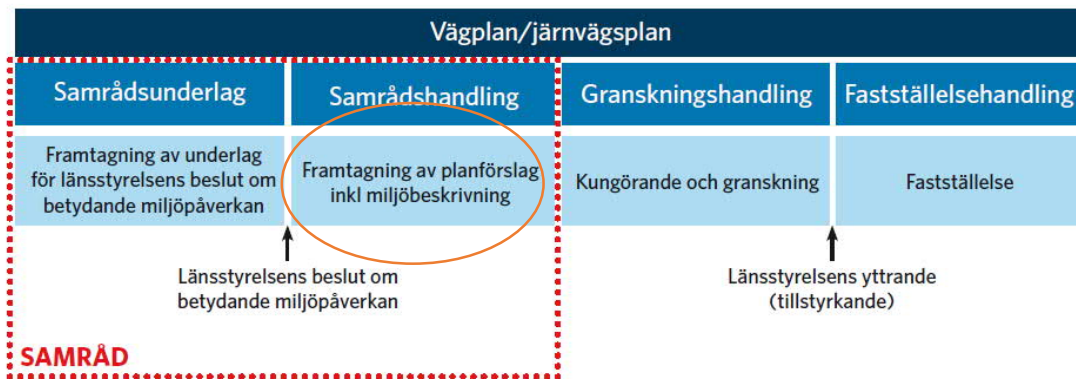 Vägplan/järnvägsplan
Samrådsunderlag
Samrådshandling
Granskningshandling
Fastställelsehandling
Framtagning av underlag
för länsstyrelsens beslut om
betydande miljöpåverkan
Framtagning av planförslag
inkl miljöbeskrivning
Kungörande och granskning
Fastställelse
Länsstyrelsens beslut om
betydande miljöpåverkan
Länsstyrelsens yttrande
(tillstyrkande)
SAMRÅD